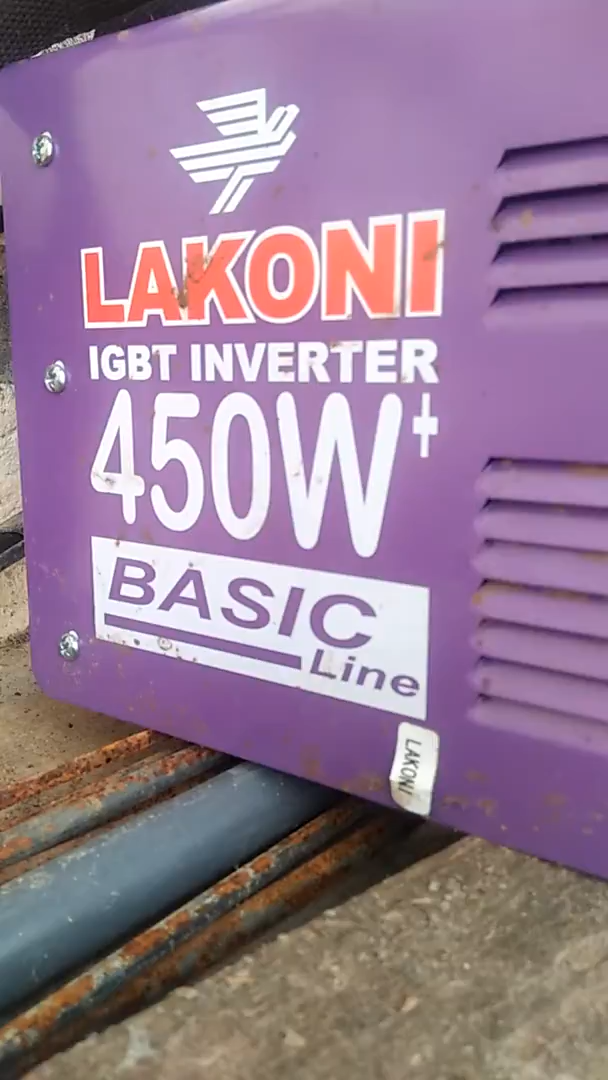 LAKONI
IGBT INVERTER
450W+
BASIC
Line
LAKONI